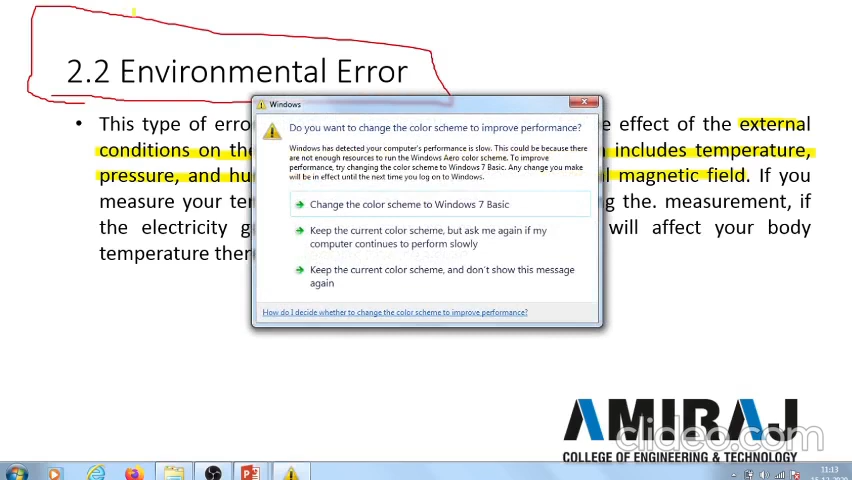 2.2 Environmental Error
• This type of erro
e effect of the external
conditions on the
includes temperature,
pressure, and hu
l magnetic field. If you
measure your te
ng the. measurement, if
the electricity g
will affect your body
temperature ther
Windows
Do you want to change the color scheme to improve performance?
Windows has detected your computer's performance is slow. This could be because there
are not enough resources to run the Windows Aero color scheme. To improve
performance, try changing the color scheme to Windows 7 Basic. Any change you make
will be in effect until the next time you log on to Windows.
Change the color scheme to Windows 7 Basic
Keep the current color scheme, but ask me again if my
computer continues to perform slowly
Keep the current color scheme, and don't show this message
again
How do I decide whether to change the color scheme to improve performance?
AMIRAJ
clideo.com
COLLEGE OF ENGINEERING & TECHNOLOGY
11:13
15-12-2020